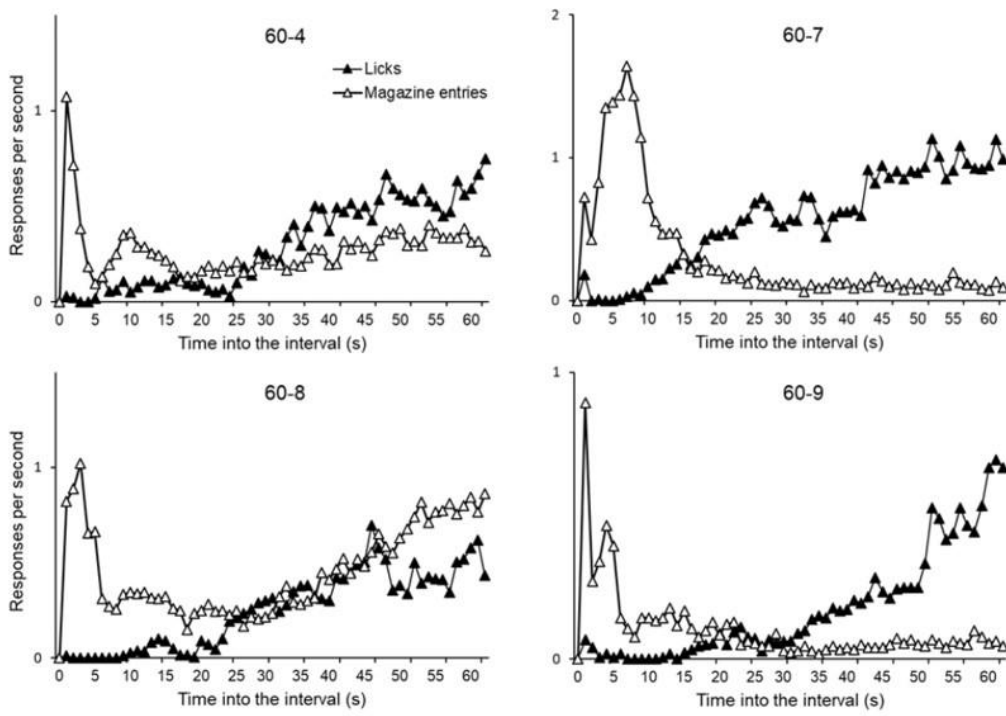 60-4
Licks
Magazine entries
Responses per second
1
0
0 5 10 15 20 25 30 35 40 45 50 55 60
Time into the interval (s)
60-7
2
1
0
0 5 10 15 20 25 30 35 40 45 50 55 60
Time into the interval (s)
60-8
Responses per second
1
0
0 5 10 15 20 25 30 35 40 45 50 55 60
Time into the interval (s)
60-9
1
0
0 5 10 15 20 25 30 35 40 45 50 55 60
Time into the interval (s)